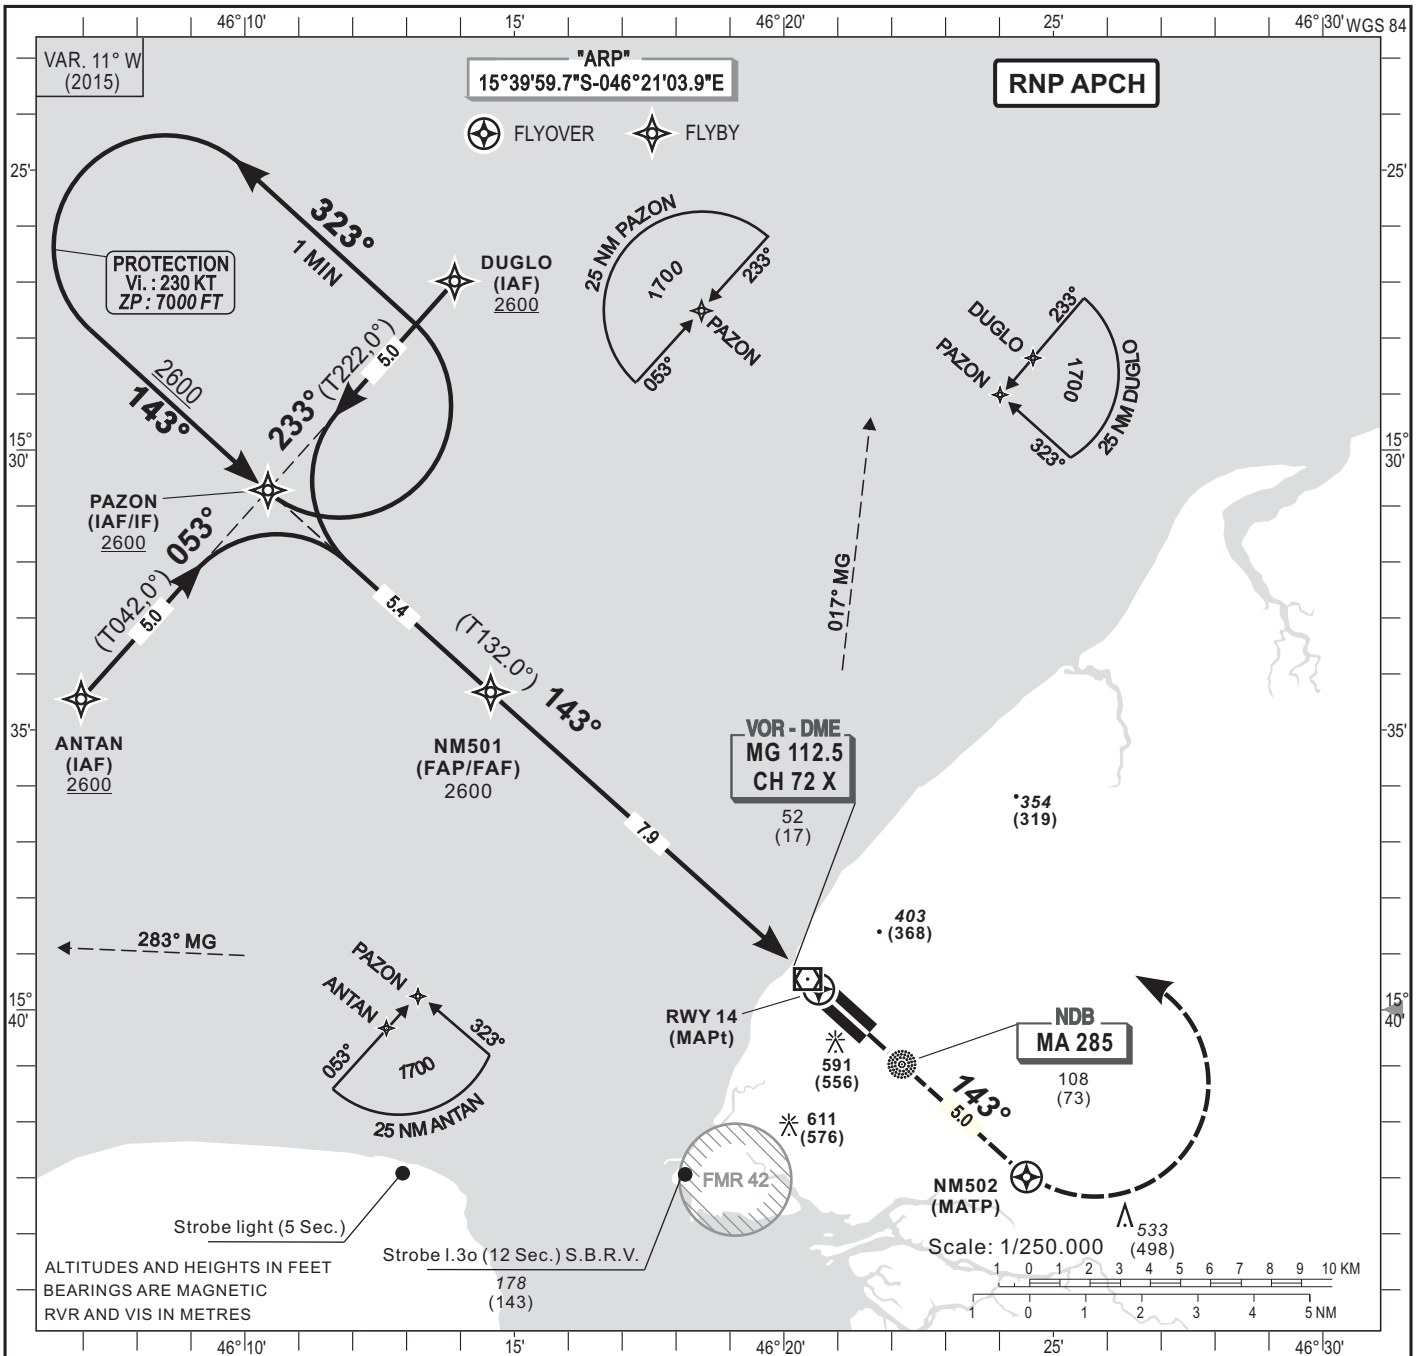 46° 10'
15'
46° 20'
25'
46° 30'
WGS 84
VAR. 11° W
(2015)
"ARP"
15°39'59.7"S-046°21'03.9"E
RNP APCH
FLYOVER
FLYBY
25'
25'
323°
1 MIN
PROTECTION
Vi. : 230 KT
ZP : 7000 FT
DUGLO
(IAF)
2600
25 NM PAZON
1700
233°
PAZON
053°
DUGLO
PAZON
233°
1700
25 NM DUGLO
323°
2600
143°
233° (T222,0°)
5.0
15°
30'
15°
30'
PAZON
(IAF/IF)
2600
(T042,0°) 053°
5.0
5.4
(T132.0°) 143°
017° MG
35'
35'
ANTAN
(IAF)
2600
NM501
(FAP/FAF)
2600
VOR - DME
MG 112.5
CH 72 X
52
(17)
7.9
354
(319)
403
(368)
283° MG
PAZON
ANTAN
053°
323°
1700
25 NM ANTAN
15°
40'
15°
40'
RWY 14
(MAPt)
NDB
MA 285
108
(73)
591
(556)
611
(576)
143°
5.0
FMR 42
NM502
(MATP)
533
(498)
Strobe light (5 Sec.)
Strobe I.3o (12 Sec.) S.B.R.V.
178
(143)
Scale: 1/250.000
1 0 1 2 3 4 5 6 7 8 9 10 KM
1 0 1 2 3 4 5 NM
ALTITUDES AND HEIGHTS IN FEET
BEARINGS ARE MAGNETIC
RVR AND VIS IN METRES
46°10'
15'
46°20'
25'
46° 30'